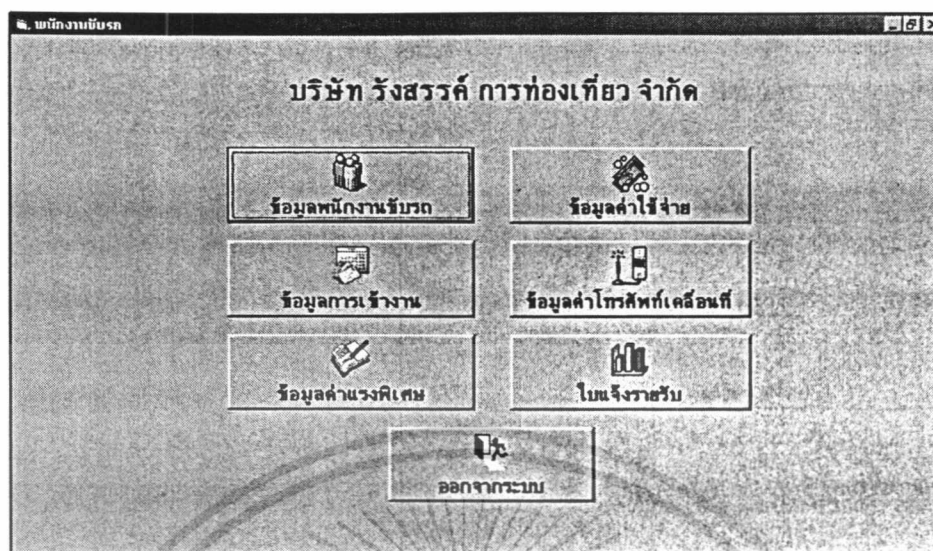 พนักงานขับรถ
บริษัท รังสรรค์ การท่องเที่ยว จำกัด
ข้อมูลพนักงานขับรถ
ข้อมูลค่าใช้จ่าย
ข้อมูลการเข้างาน
ข้อมูลค่าโทรศัพท์เคลื่อนที่
ข้อมูลค่าแรงพิเศษ
ใบแจ้งรายรับ
ออกจากระบบ